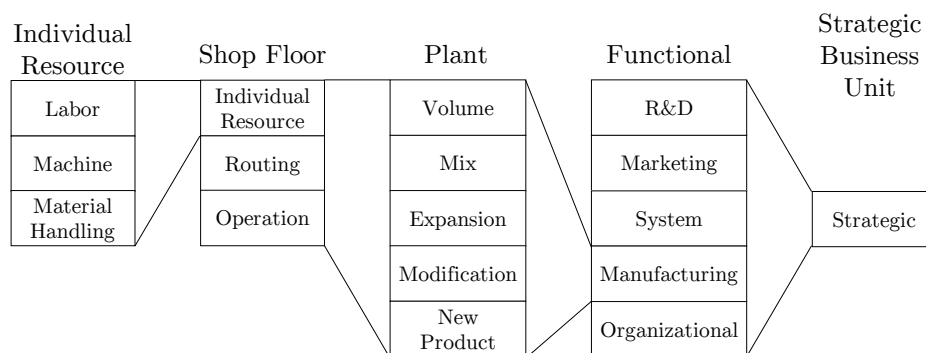 Individual
Resource
Labor
Machine
Material
Handling
Shop Floor
Individual
Resource
Routing
Operation
Plant
Volume
Mix
Expansion
Modification
New
Product
Functional
R&D
Marketing
System
Manufacturing
Organizational
Strategic
Business
Unit
Strategic